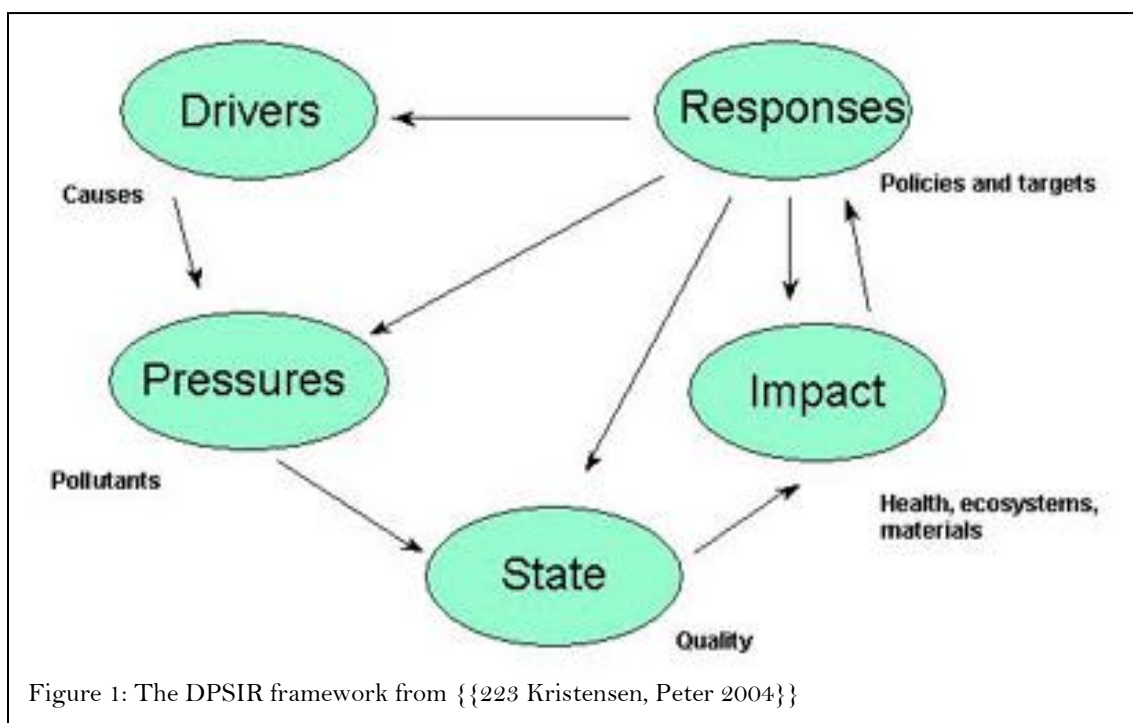 Drivers
Responses
Causes
Policies and targets
Pressures
Impact
Pollutants
Health, ecosystems,
materials
State
Quality
Figure 1: The DPSIR framework from {{223 Kristensen, Peter 2004}}